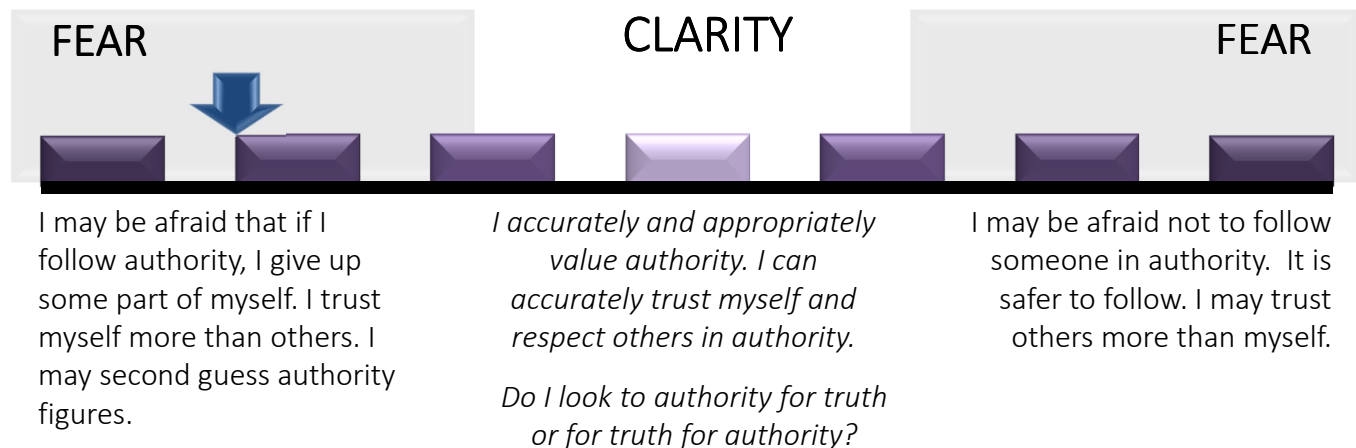 FEAR
CLARITY
FEAR
I may be afraid that if I
follow authority, I give up
some part of myself. I trust
myself more than others. I
may second guess authority
figures.
I accurately and appropriately
value authority. I can
accurately trust myself and
respect others in authority.
Do I look to authority for truth
or for truth for authority?
I may be afraid not to follow
someone in authority.  It is
safer to follow. I may trust
others more than myself.